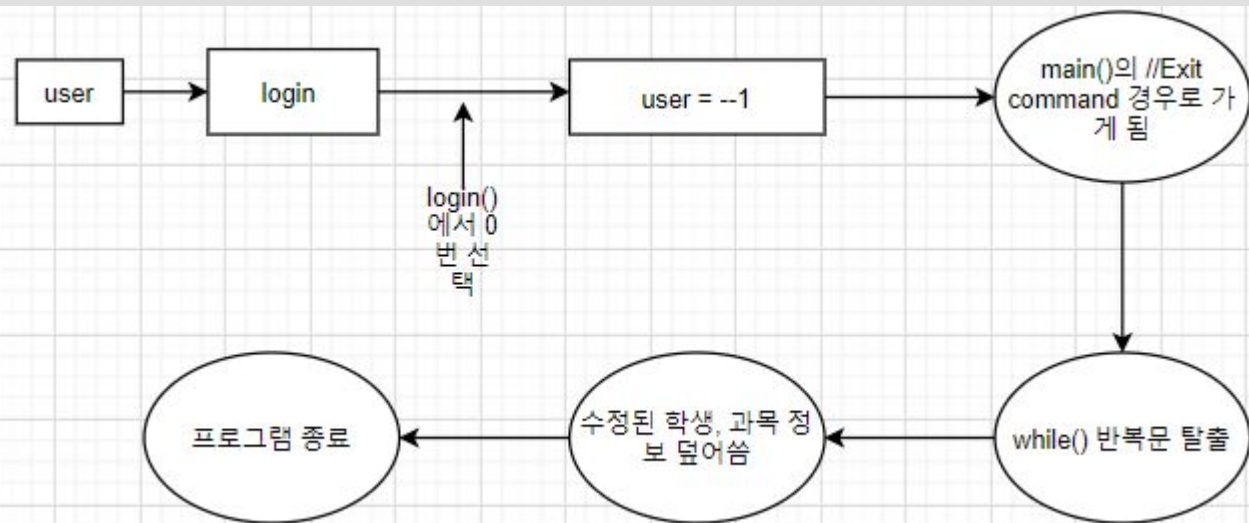 user
login
user = --1
main()의 //Exit
command 경우로 가
게 됨
login()
에서 0
번 선
택
프로그램 종료
수정된 학생, 과목 정
보 덮어씀
while() 반복문 탈출